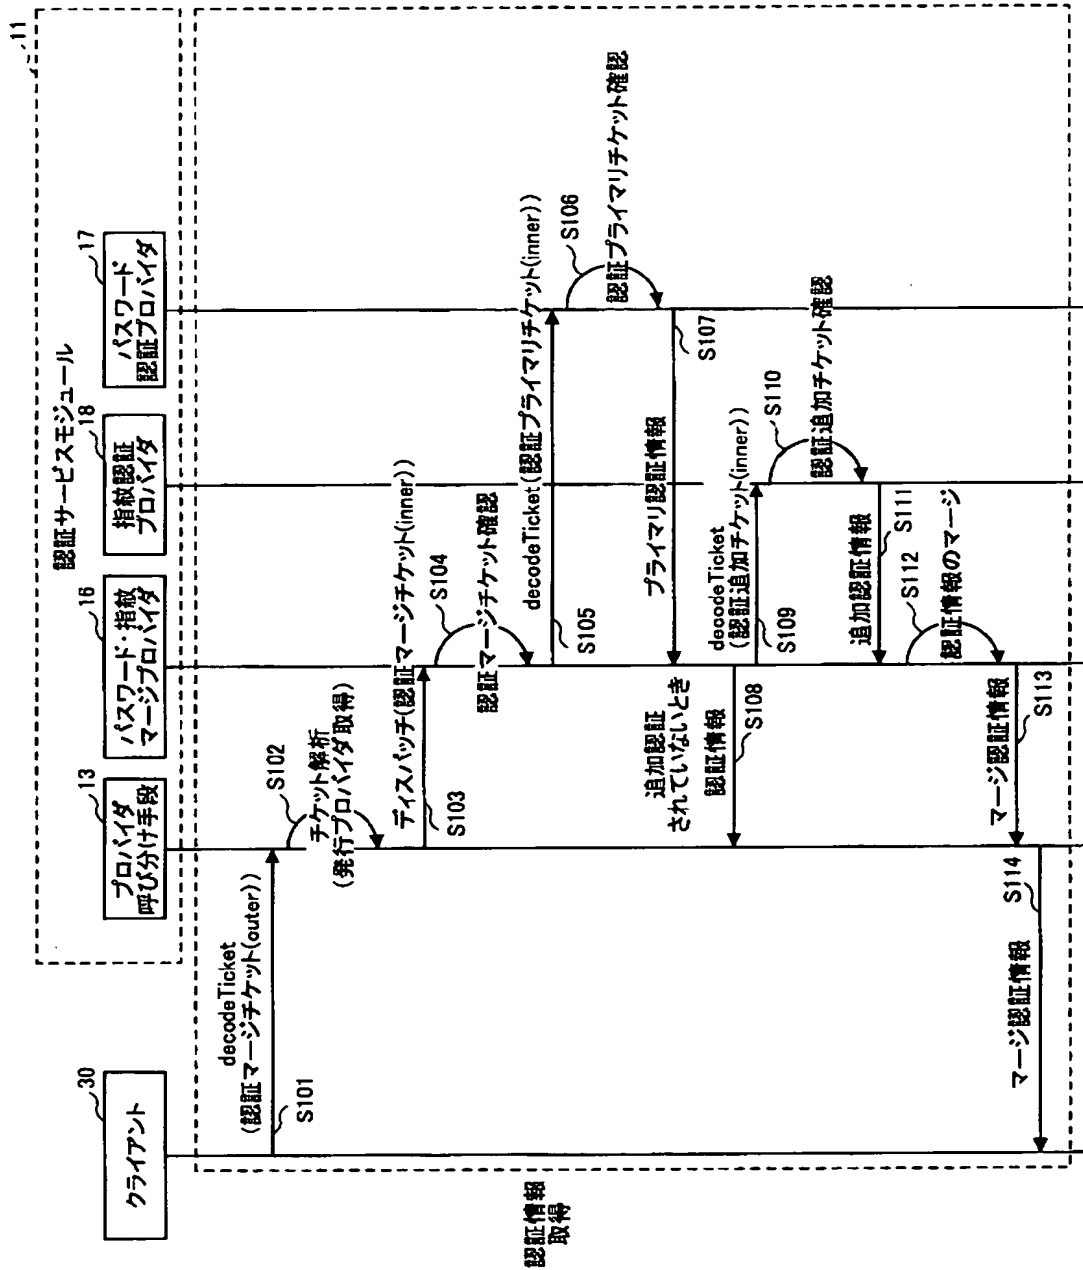 11
認証サービスモジュール
30
クライアント
13
プロバイダ
呼び分け手段
16
パスワード・指紋
マージプロバイダ
18
指紋認証
プロバイダ
17
パスワード
認証プロバイダ
認証情報
取得
decodeTicket
(認証マージチケット(outer))
S101
S102
チケット解析
(発行プロバイダ取得)
ディスパッチ(認証マージチケット(inner))
S103
S104
認証マージチケット確認
decodeTicket(認証プライマリチケット(inner))
S105
S106
認証プライマリチケット確認
プライマリ認証情報
S107
追加認証
されていないとき
認証情報
S108
decodeTicket
(認証追加チケット(inner))
S109
S110
認証追加チケット確認
追加認証情報
S111
S112
認証情報のマージ
マージ認証情報
S113
マージ認証情報
S114